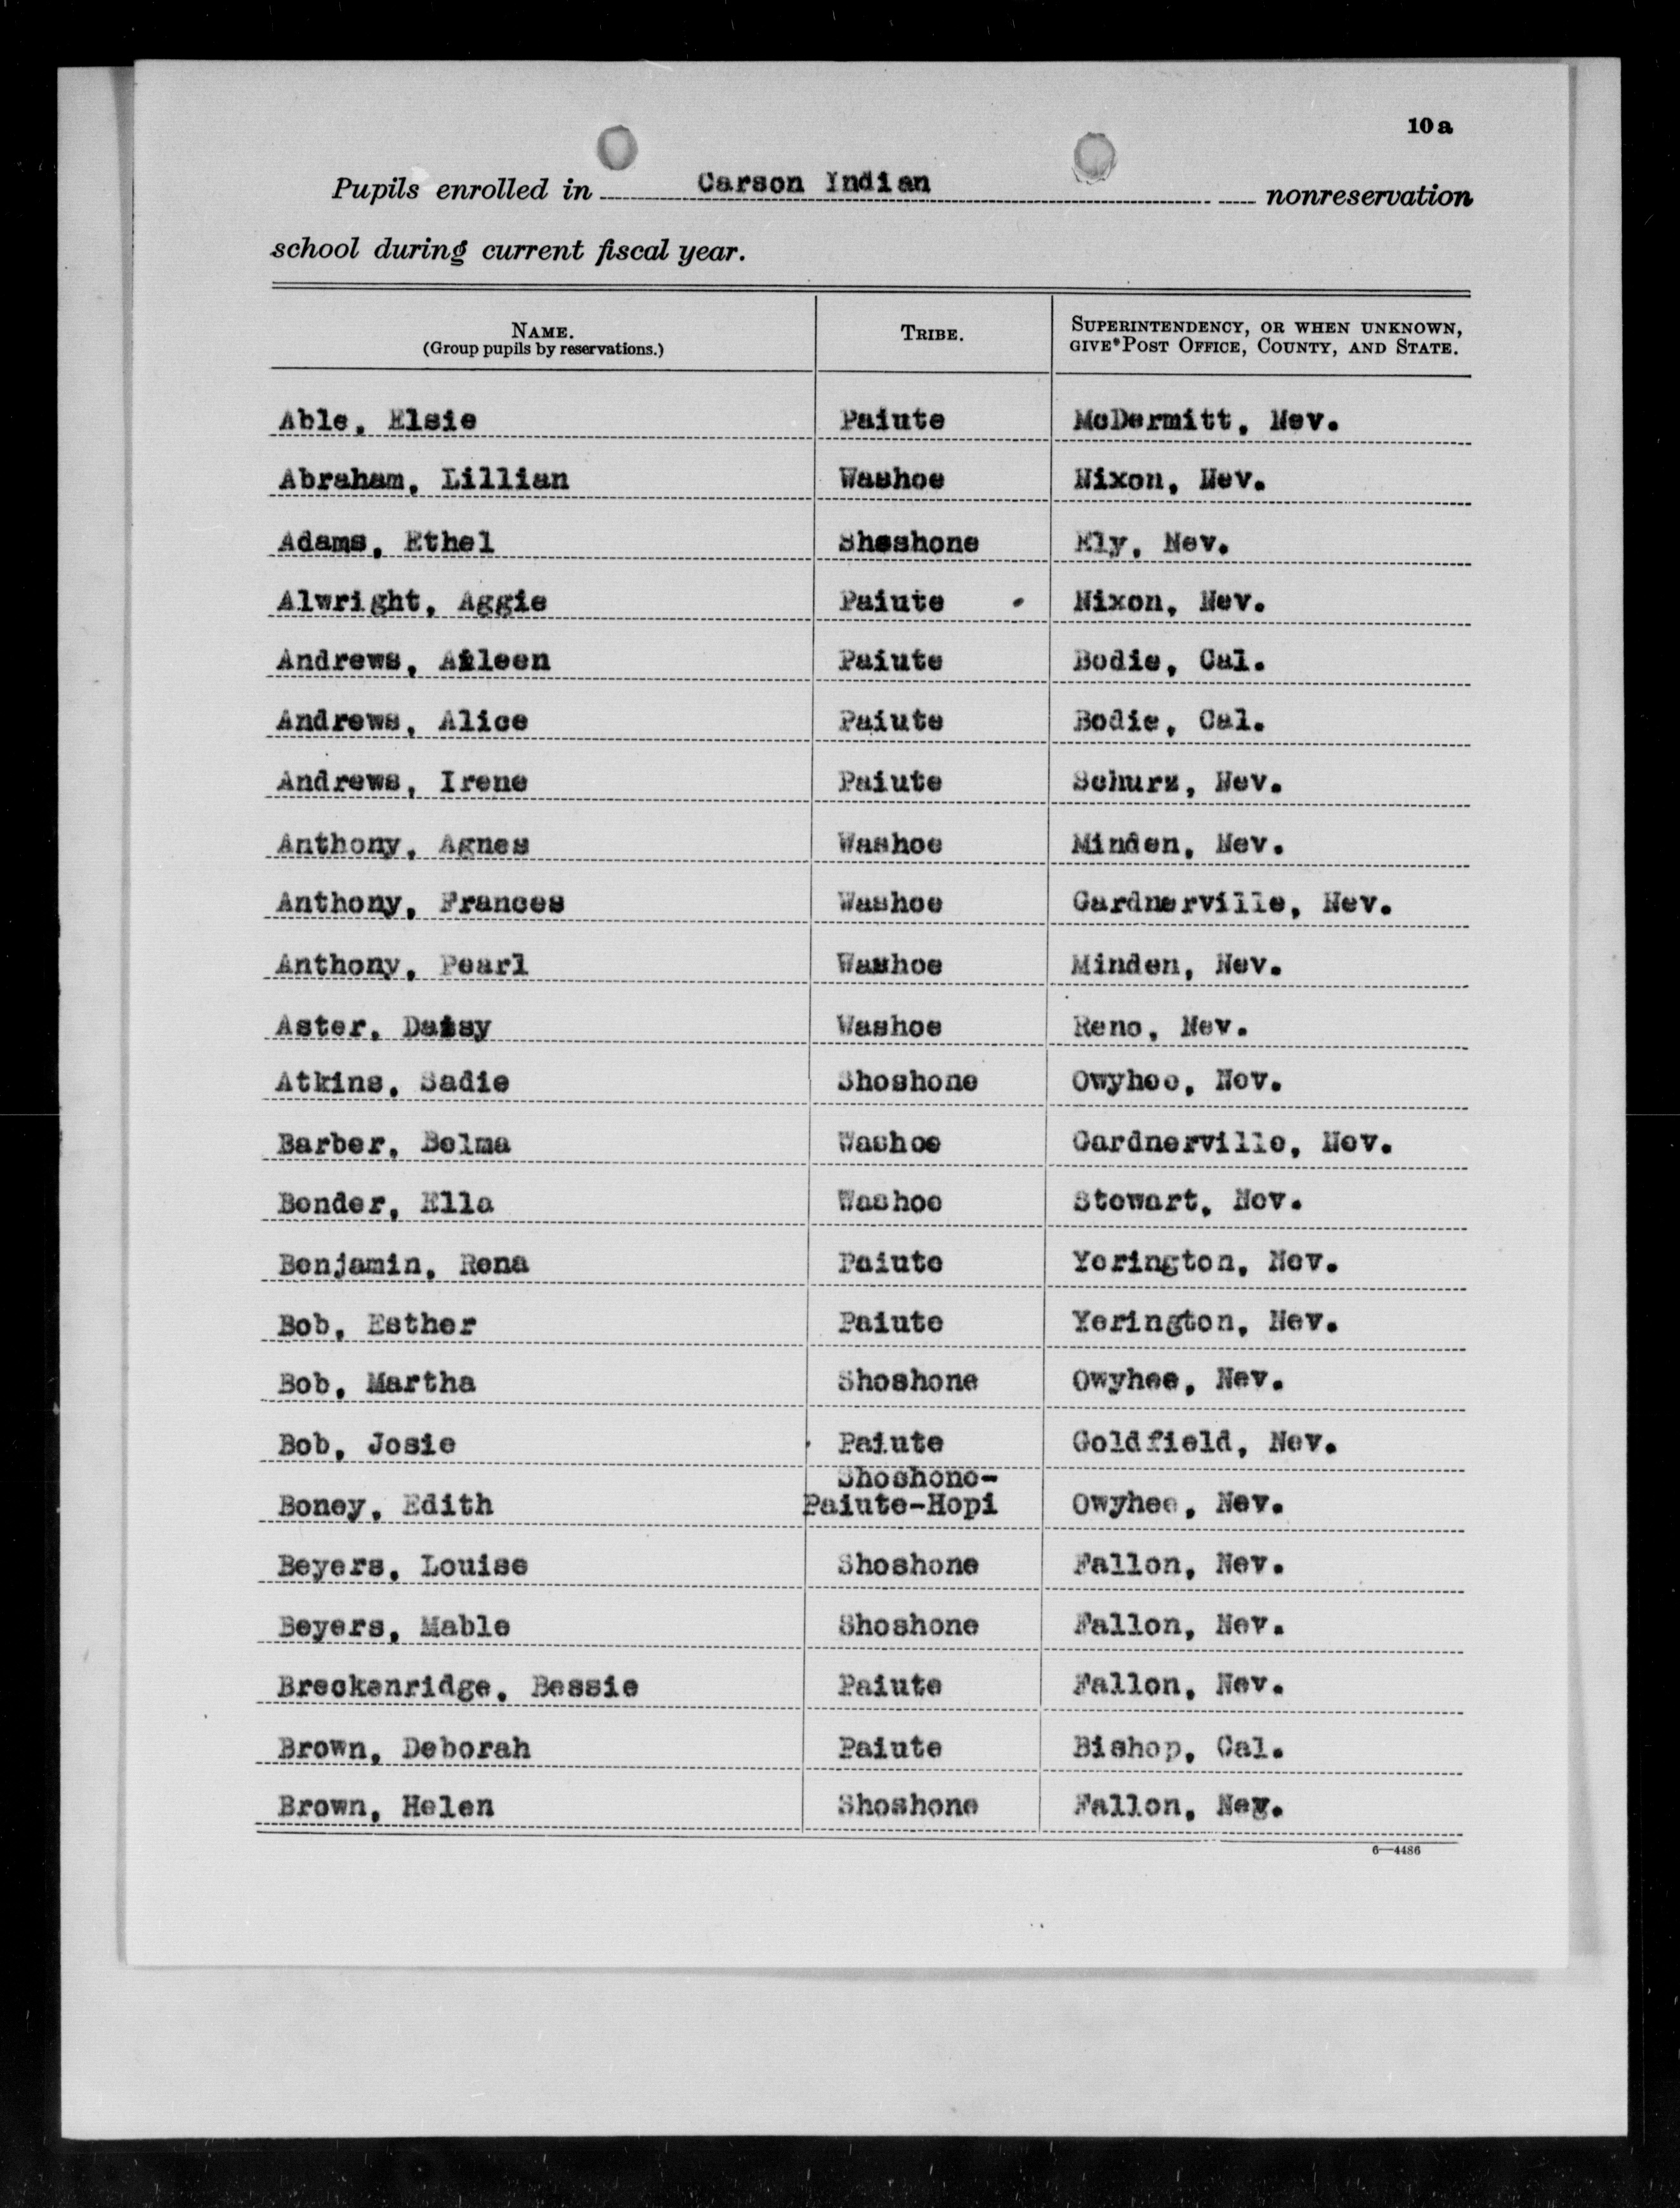 10 a
Pupils enrolled in Carson Indian nonreservation
school during current fiscal year.
NAME. TRIBE. SUPERINTENDENCY, OR WHEN UNKNOWN,
(Group pupils by reservations.) GIVE POST OFFICE, COUNTY, AND STATE.
Able, Elsie Paiute McDermitt, Nev.
Abraham, Lillian Washoe Nixon, Nev.
Adams, Ethel Shoshone Ely, Nev.
Alwright, Aggie Paiute Nixon, Nev.
Andrews, Aileen Paiute Bodie, Cal.
Andrews, Alice Paiute Bodie, Cal.
Andrews, Irene Paiute Schurz, Nev.
Anthony, Agnes Washoe Minden, Nev.
Anthony, Frances Washoe Gardnerville, Nev.
Anthony, Pearl Washoe Minden, Nev.
Aster, Daisy Washoe Reno, Nev.
Atkins, Sadie Shoshone Owyhee, Nev.
Barber, Belma Washoe Gardnerville, Nev.
Bender, Ella Washoe Stewart, Nev.
Benjamin, Rena Paiute Yerington, Nev.
Bob, Esther Paiute Yerington, Nev.
Bob, Martha Shoshone Owyhee, Nev.
Bob, Josie Paiute Goldfield, Nev.
Shoshone-
Boney, Edith Paiute-Hopi Owyhee, Nev.
Beyers, Louise Shoshone Fallon, Nev.
Beyers, Mable Shoshone Fallon, Nev.
Breckenridge, Bessie Paiute Fallon, Nev.
Brown, Deborah Paiute Bishop, Cal.
Brown, Helen Shoshone Fallon, Nev.
6—4486